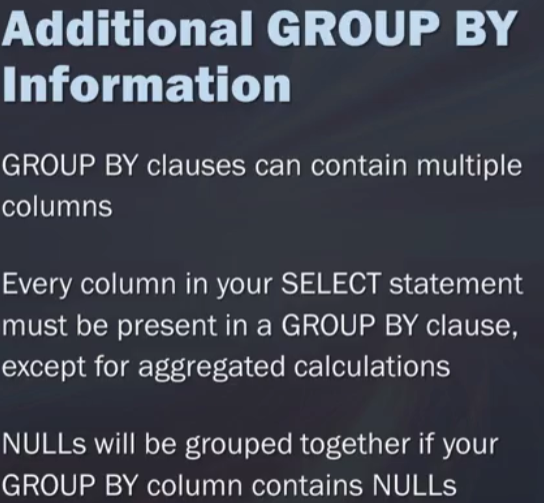 Additional GROUP BY
Information
GROUP BY clauses can contain multiple
columns
Every column in your SELECT statement
must be present in a GROUP BY clause,
except for aggregated calculations
NULLs will be grouped together if your
GROUP BY column contains NULLs